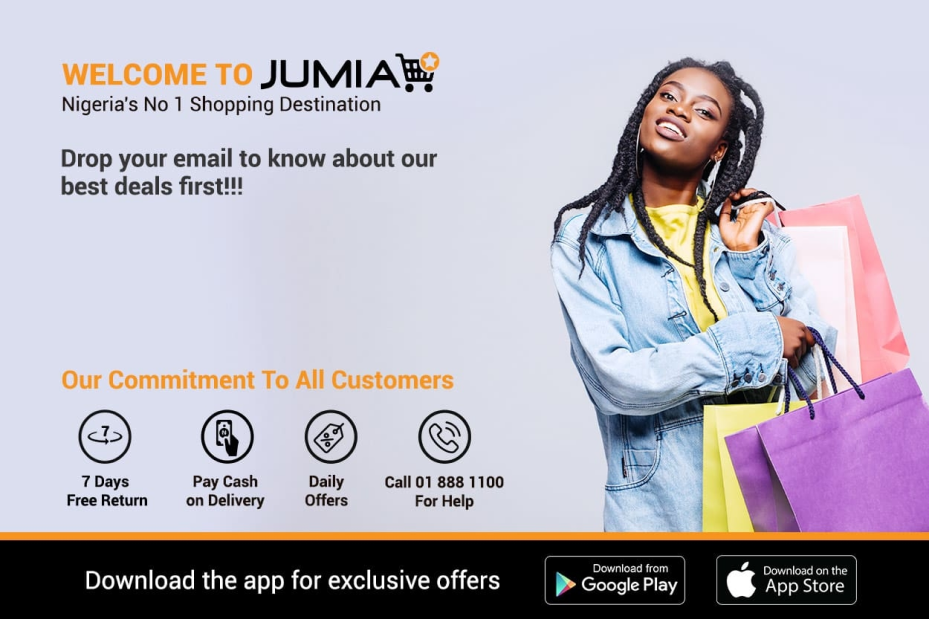 WELCOME TO JUMIA
Nigeria's No 1 Shopping Destination
Drop your email to know about our
best deals first!!!
Our Commitment To All Customers
7
7 Days
Free Return
Pay Cash
on Delivery
Daily
Offers
Call 01 888 1100
For Help
Download the app for exclusive offers
Download from
Google Play
Download on the
App Store